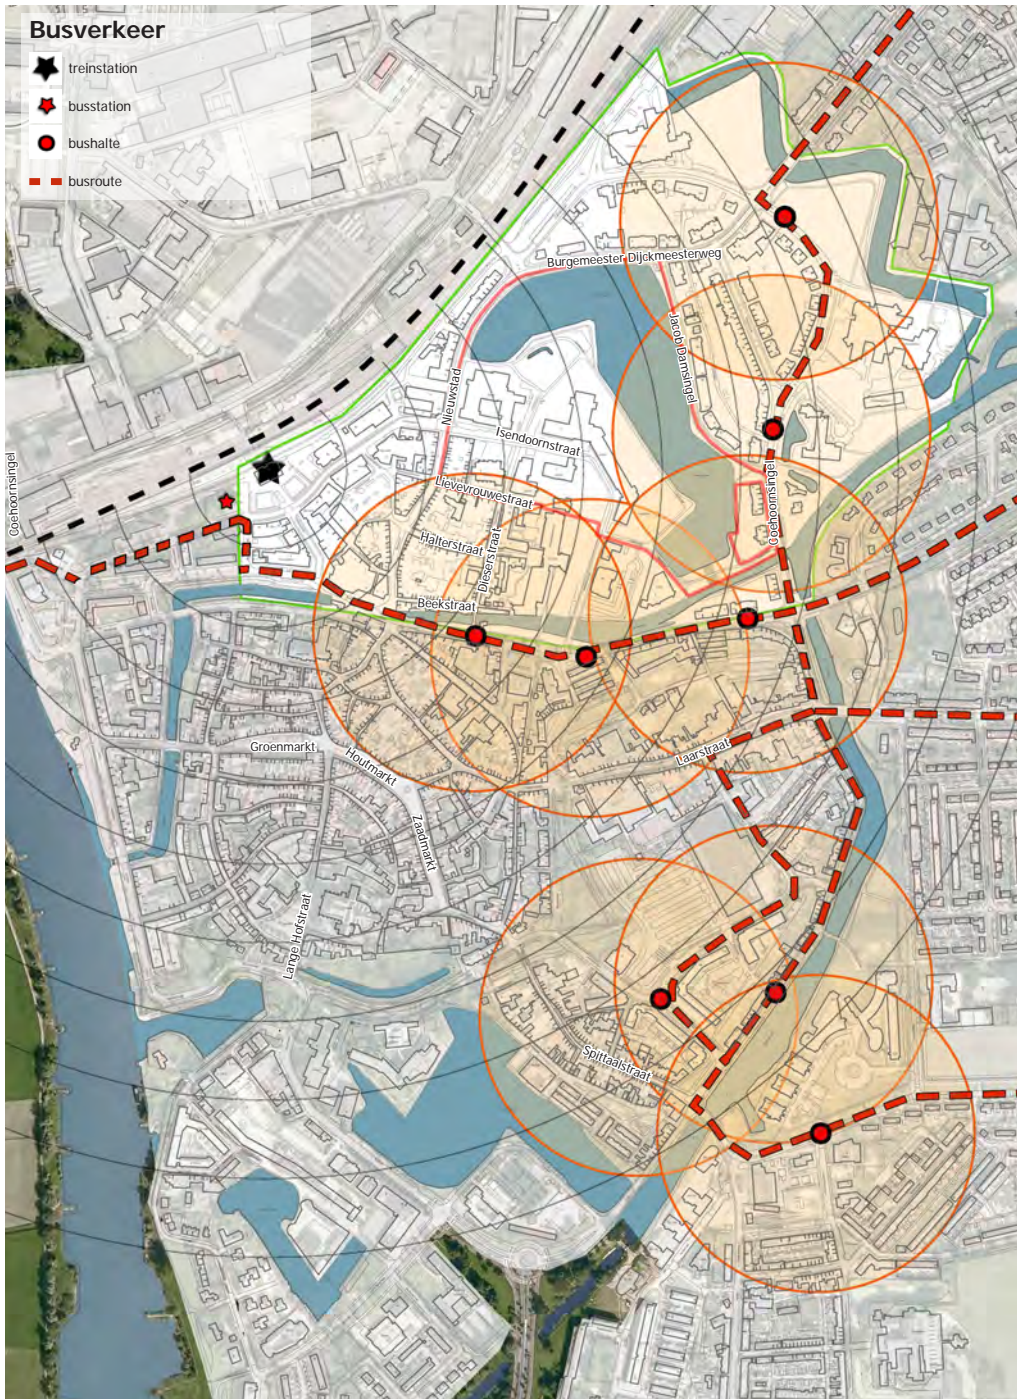 Busverkeer
treinstation
busstation
bushalte
busroute
Burgemeester Dijckmeesterweg
Jacob Damsingel
Nieuwstad
Isendoornstraat
Coehoornsingel
Lievevrouwestraat
Coehoornsingel
Halterstraat
Dieserstraat
Beekstraat
Groenmarkt
Houtmarkt
Laarstraat
Zaadmarkt
Lange Hofstraat
Spittaalstraat